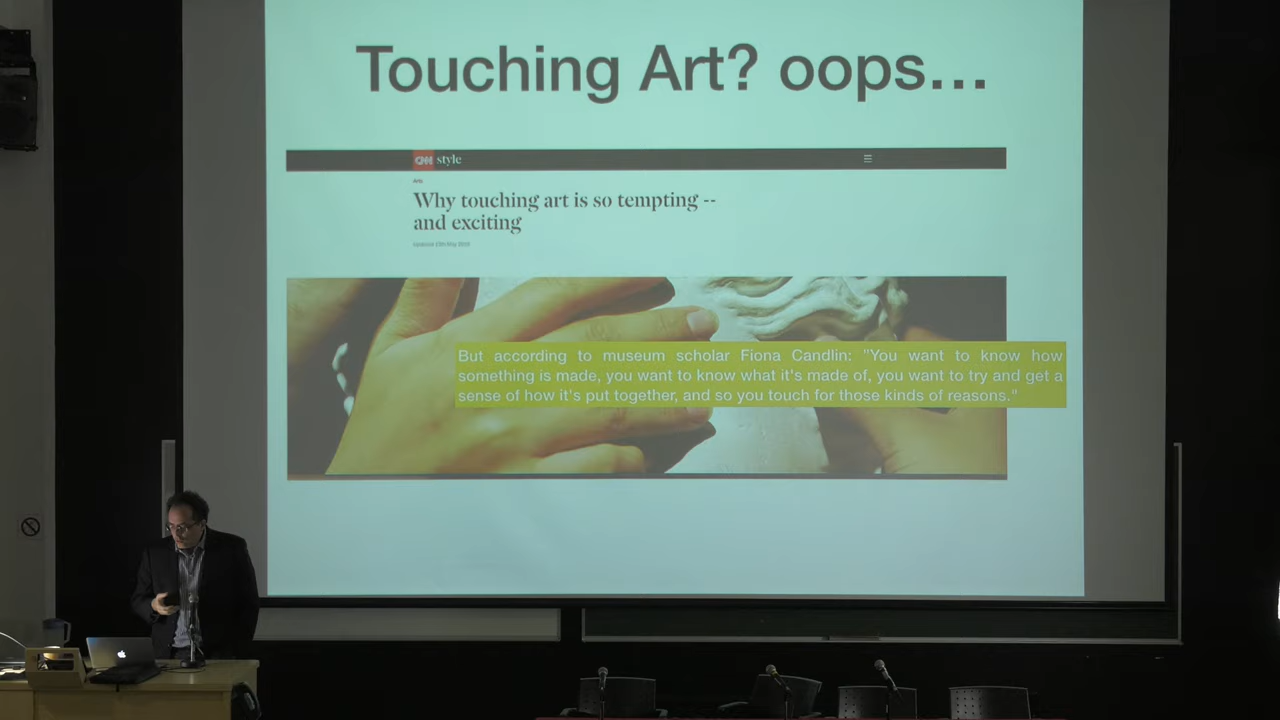 Touching Art? oops...
CNN style
Arts
Why touching art is so tempting --
and exciting
But according to museum scholar Fiona Candlin: "You want to know how
something is made, you want to know what it's made of, you want to try and get a
sense of how it's put together, and so you touch for those kinds of reasons."